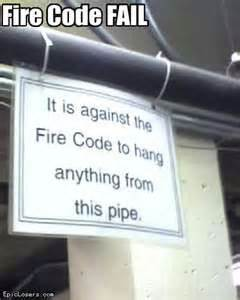 Fire Code FAIL
It is against the
Fire Code to hang
anything from
this pipe.
EpicLosers.com